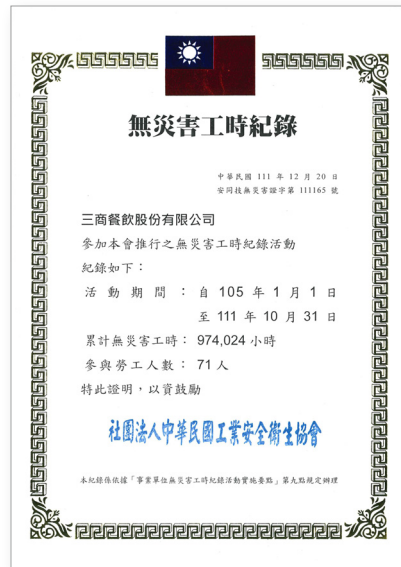 無災害工時紀錄
中華民國 111 年 12 月 20 日
安同技無災害證字第 111165 號
三商餐飲股份有限公司
參加本會推行之無災害工時紀錄活動
紀錄如下：
活動期間：自 105 年 1 月 1 日
至 111 年 10 月 31 日
累計無災害工時：974,024 小時
參與勞工人數：71 人
特此證明，以資鼓勵
社團法人中華民國工業安全衛生協會
本紀錄係依據「事業單位無災害工時紀錄活動實施要點」第九點規定辦理